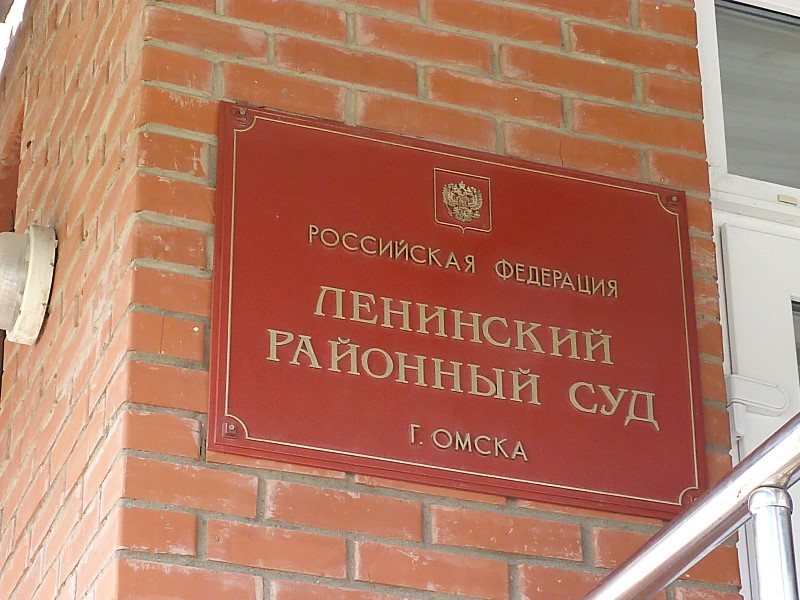 РОССИЙСКАЯ ФЕДЕРАЦИЯ
ЛЕНИНСКИЙ
РАЙОННЫЙ СУД
Г. ОМСКА